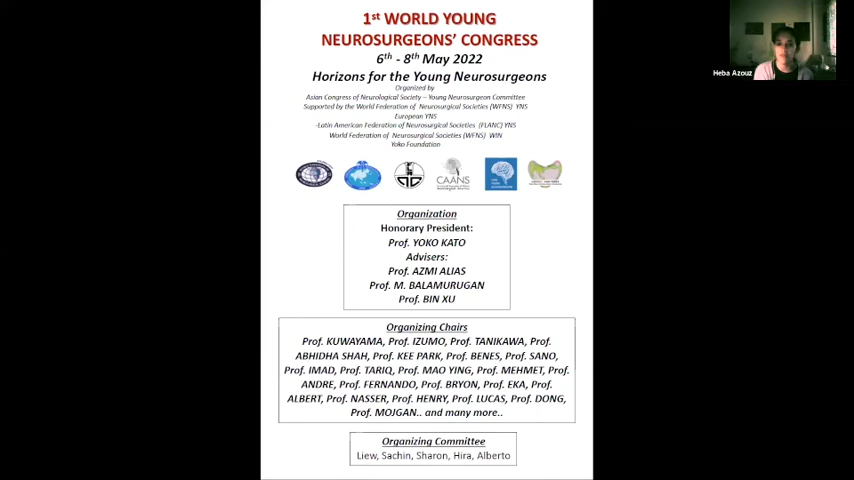 1st WORLD YOUNG
NEUROSURGEONS' CONGRESS
6th - 8th May 2022
Horizons for the Young Neurosurgeons
Organized by
Asian Congress of Neurological Society – Young Neurosurgeon Committee
Supported by the World Federation of Neurosurgical Societies (WFNS) YNS
European YNS
-Latin American Federation of Neurosurgical Societies (FLANC) YNS
World Federation of Neurosurgical Societies (WFNS) WIN
Yoko Foundation
CAANS
Organization
Honorary President:
Prof. YOKO KATO
Advisers:
Prof. AZMI ALIAS
Prof. M. BALAMURUGAN
Prof. BIN XU
Organizing Chairs
Prof. KUWAYAMA, Prof. IZUMO, Prof. TANIKAWA, Prof.
ABHIDHA SHAH, Prof. KEE PARK, Prof. BENES, Prof. SANO,
Prof. IMAD, Prof. TARIQ, Prof. MAO YING, Prof. MEHMET, Prof.
ANDRE, Prof. FERNANDO, Prof. BRYON, Prof. EKA, Prof.
ALBERT, Prof. NASSER, Prof. HENRY, Prof. LUCAS, Prof. DONG,
Prof. MOJGAN.. and many more..
Organizing Committee
Liew, Sachin, Sharon, Hira, Alberto
Heba Azouz